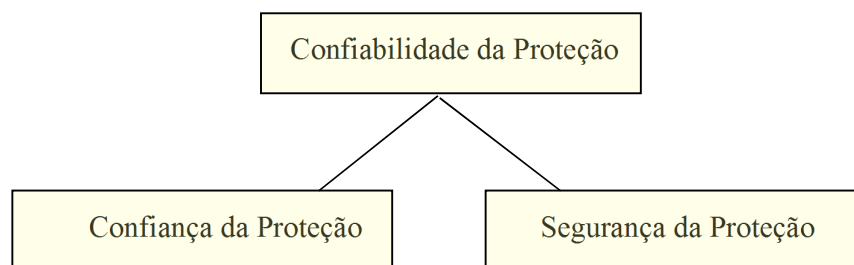 Confiabilidade da Proteção
Confiança da Proteção
Segurança da Proteção